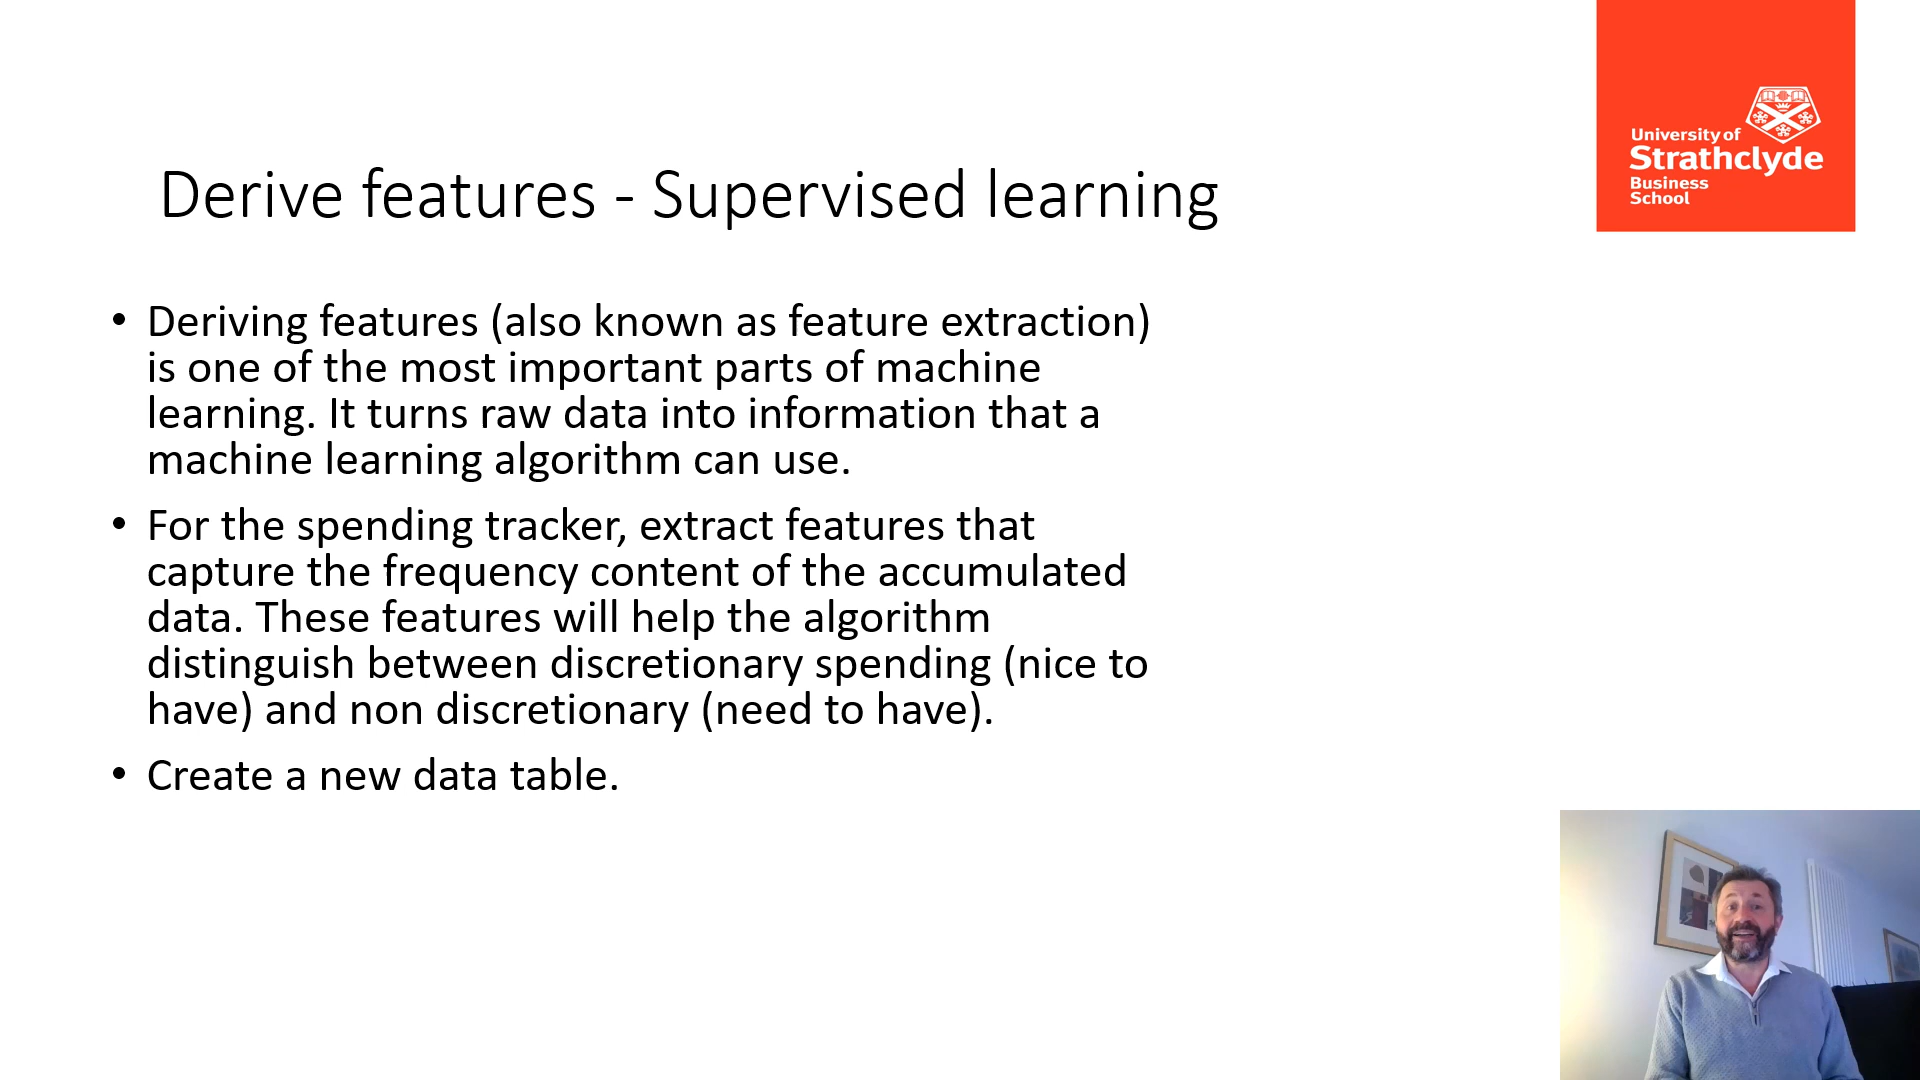 Derive features - Supervised learning
University of
Strathclyde
Business
School
• Deriving features (also known as feature extraction)
is one of the most important parts of machine
learning. It turns raw data into information that a
machine learning algorithm can use.
• For the spending tracker, extract features that
capture the frequency content of the accumulated
data. These features will help the algorithm
distinguish between discretionary spending (nice to
have) and non discretionary (need to have).
• Create a new data table.